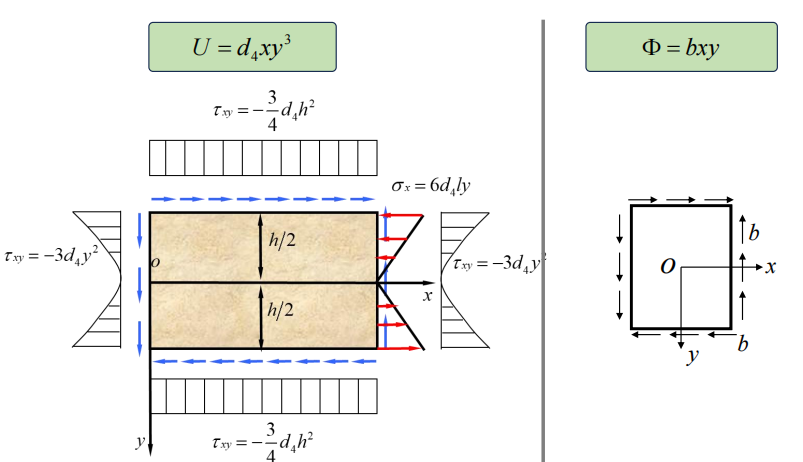 U = d₄xy³
Φ = bxy
τxy = −3/4 d₄h²
σx = 6d₄ly
h/2
τxy = −3d₄y²
o
τxy = −3d₄y²
x
h/2
y
τxy = −3/4 d₄h²
b
O
x
b
y